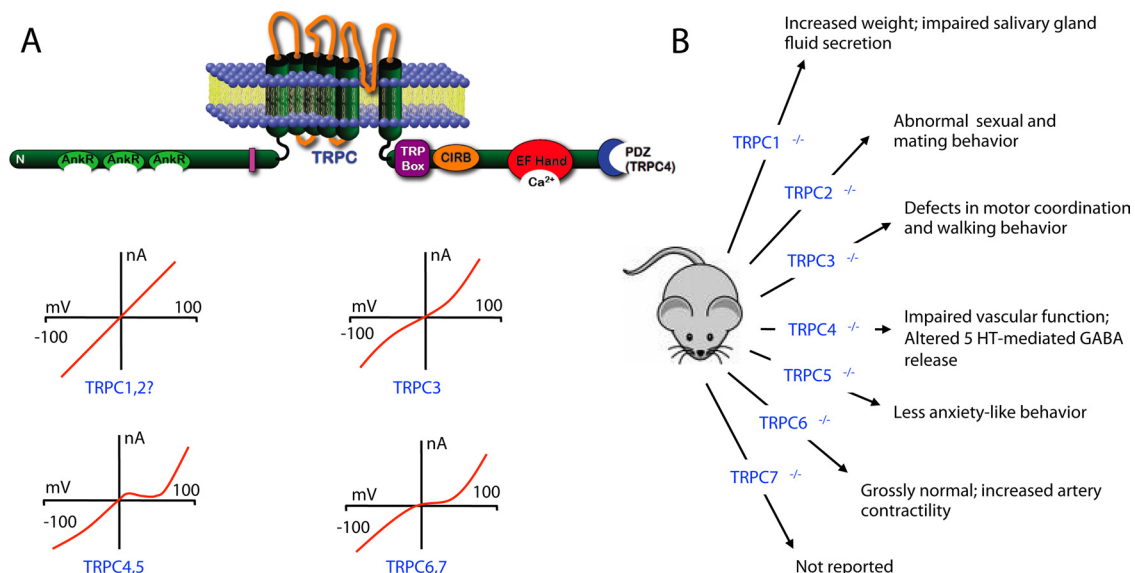 A
N
AnkR
AnkR
AnkR
TRPC
TRP
Box
CIRB
EF Hand
Ca2+
PDZ
(TRPC4)
nA
mV
100
-100
TRPC1,2?
nA
mV
100
-100
TRPC3
nA
mV
100
-100
TRPC4,5
nA
mV
100
-100
TRPC6,7
B
Increased weight; impaired salivary gland
fluid secretion
TRPC1 -/-
Abnormal sexual and
mating behavior
TRPC2 -/-
Defects in motor coordination
and walking behavior
TRPC3 -/-
Impaired vascular function;
Altered 5 HT-mediated GABA
release
TRPC4 -/-
TRPC5 -/-
Less anxiety-like behavior
TRPC6 -/-
Grossly normal; increased artery
contractility
TRPC7 -/-
Not reported